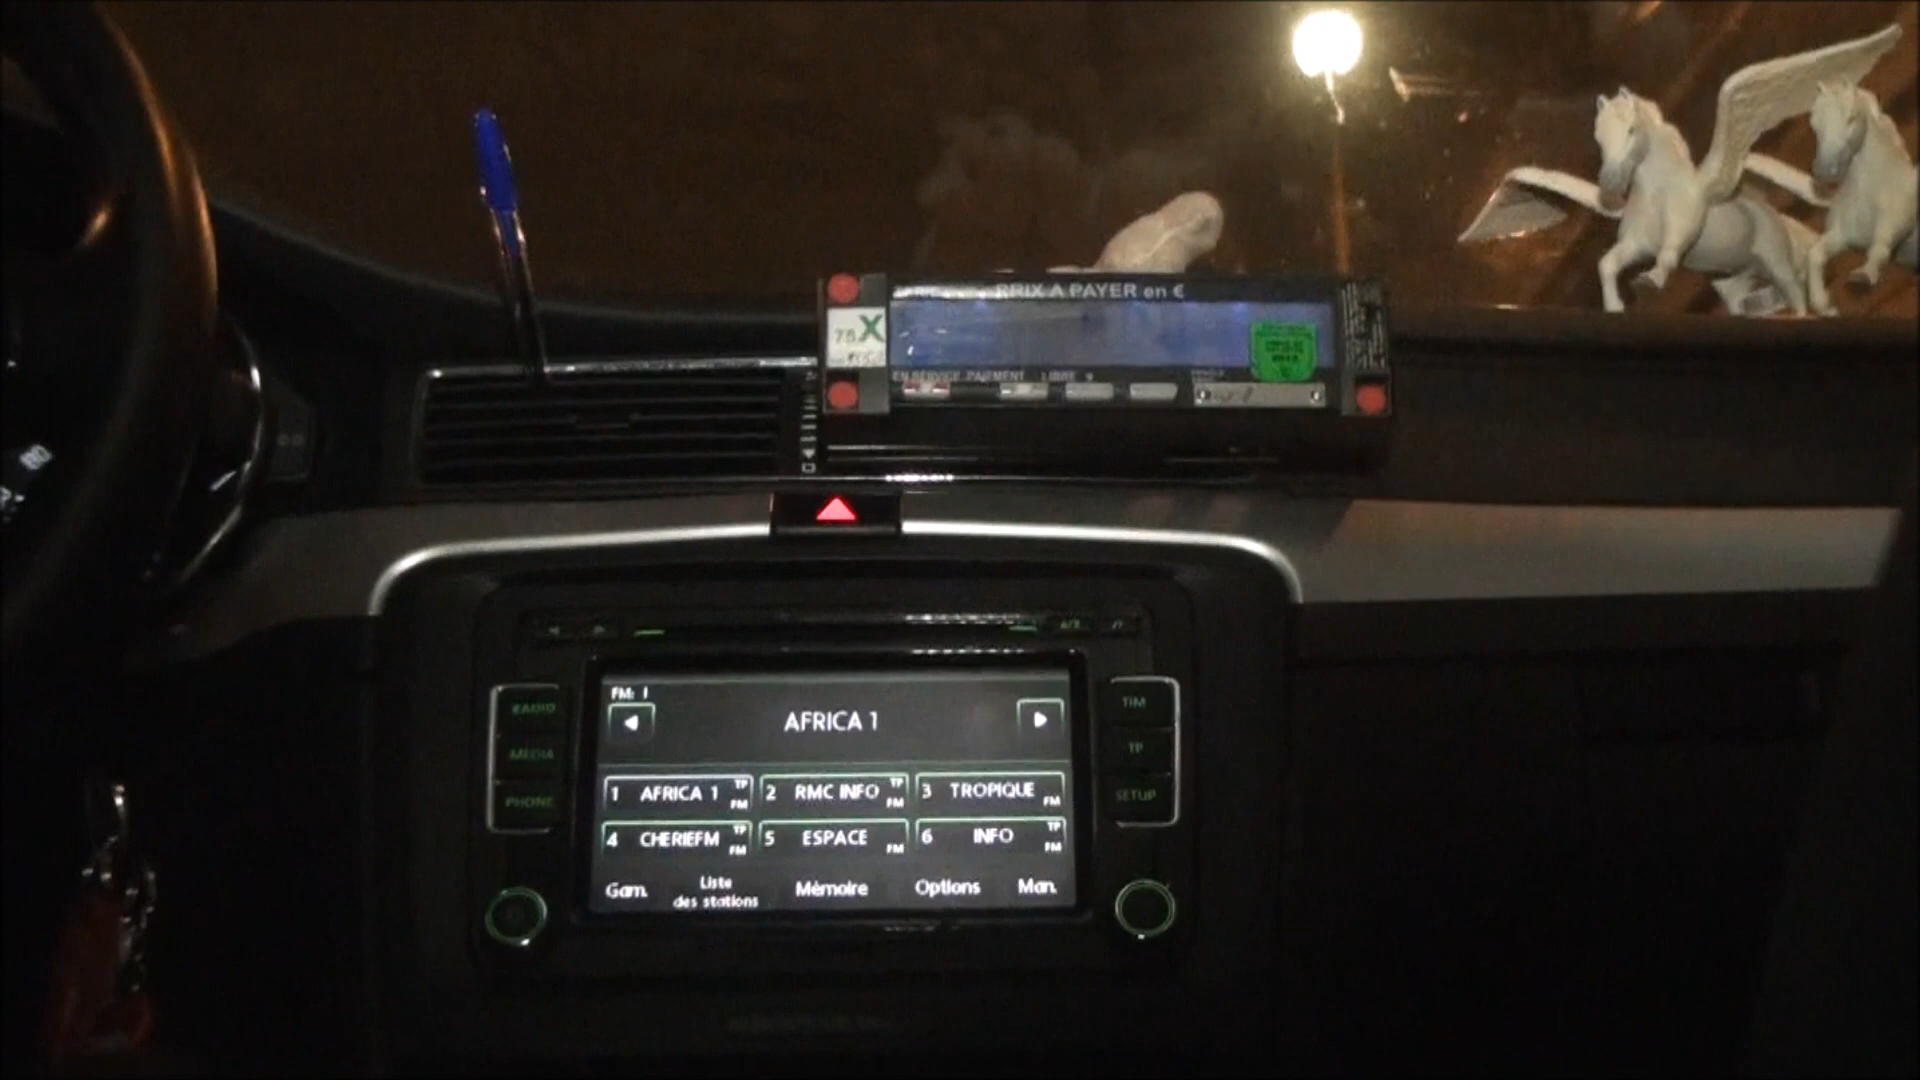 PRIX A PAYER en €
75 X
EN SERVICE PAIEMENT LIBRE 9
FM: 1
AFRICA 1
1 AFRICA 1 TP FM
2 RMC INFO TP FM
3 TROPIQUE FM
4 CHERIEFM TP FM
5 ESPACE FM
6 INFO TP FM
Gam.
Liste
des stations
Mémoire
Options
Man.
RADIO
MEDIA
PHONE
TIM
TP
SETUP